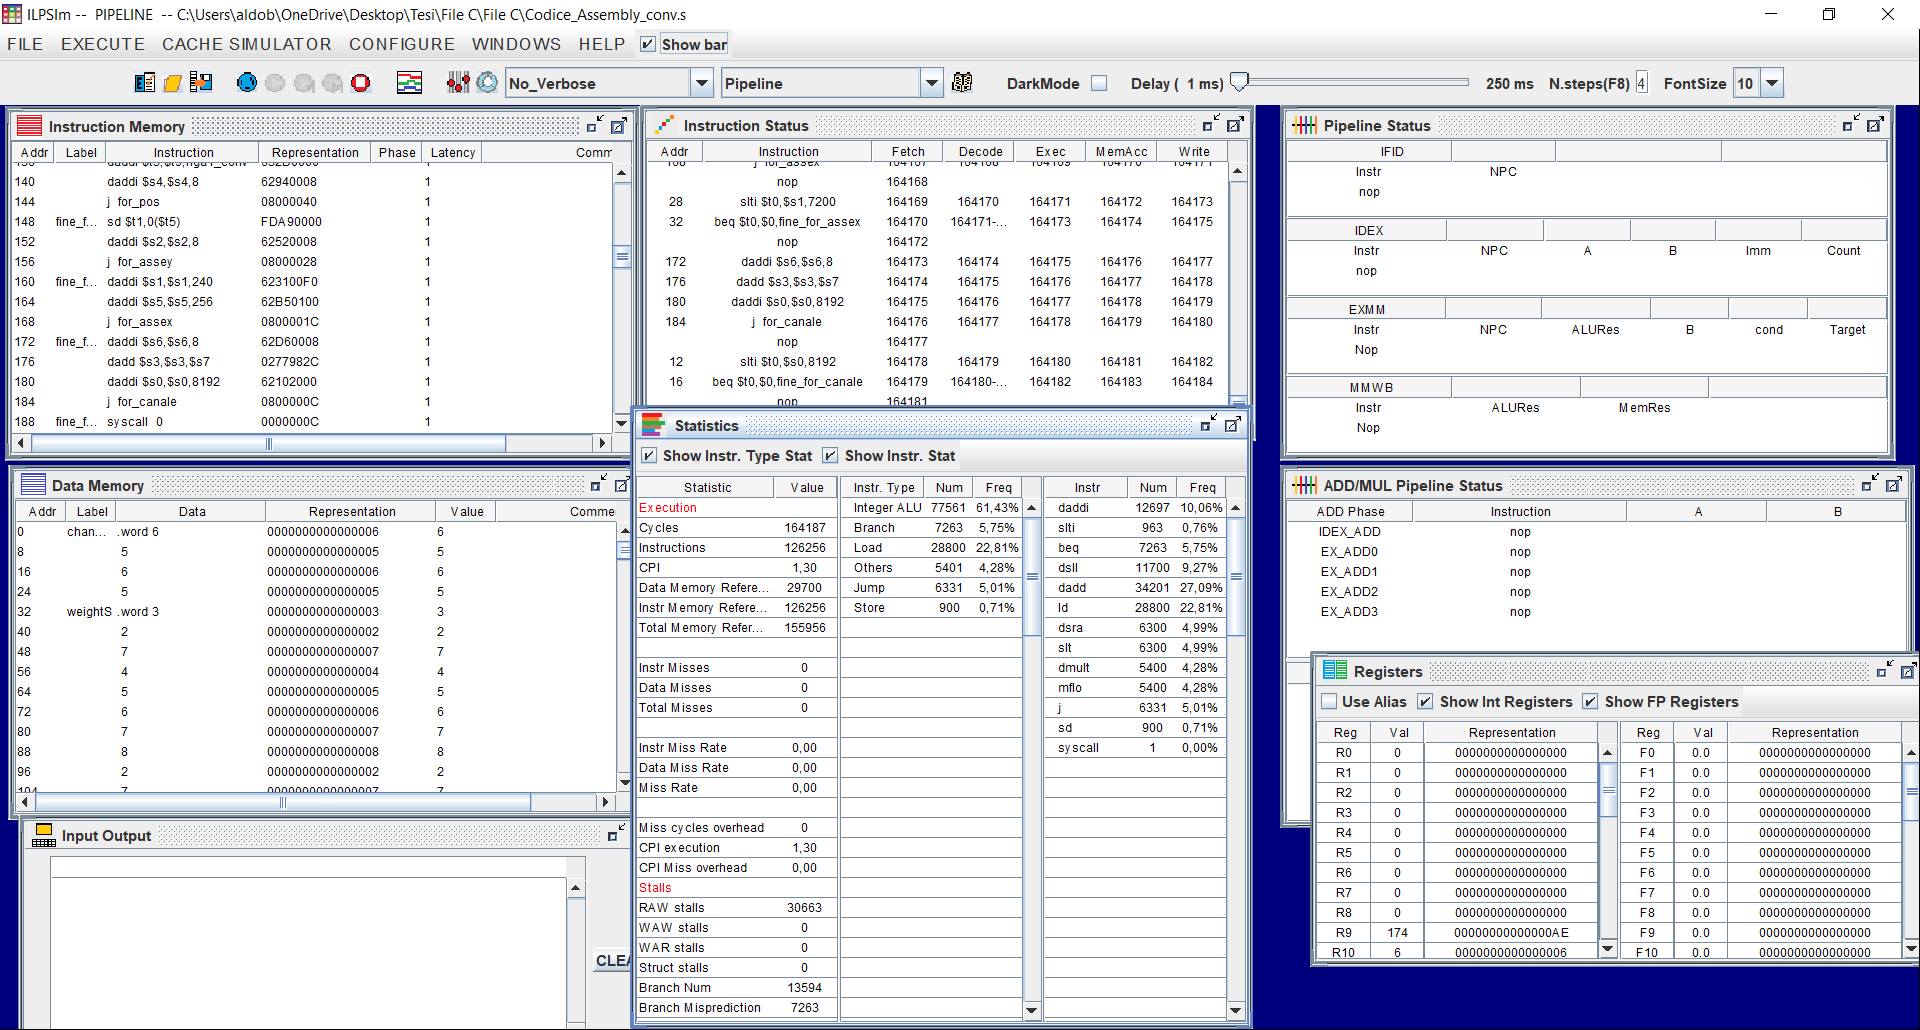 ILPSIm -- PIPELINE -- C:\Users\aldob\OneDrive\Desktop\Tesi\File C\File C\Codice_Assembly_conv.s
FILE EXECUTE CACHE SIMULATOR CONFIGURE WINDOWS HELP Show bar
No_Verbose Pipeline DarkMode Delay ( 1 ms) 250 ms N.steps(F8) 4 FontSize 10
Instruction Memory
Addr Label Instruction Representation Phase Latency Comm
140 daddi $s4,$s4,8 62940008 1
144 j for_pos 08000040 1
148 fine_f... sd $t1,0($t5) FDA90000 1
152 daddi $s2,$s2,8 62520008 1
156 j for_assey 08000028 1
160 fine_f... daddi $s1,$s1,240 623100F0 1
164 daddi $s5,$s5,256 62B50100 1
168 j for_assex 0800001C 1
172 fine_f... daddi $s6,$s6,8 62D60008 1
176 dadd $s3,$s3,$s7 0277982C 1
180 daddi $s0,$s0,8192 62102000 1
184 j for_canale 0800000C 1
188 fine_f... syscall 0 0000000C 1
Instruction Status
Addr Instruction Fetch Decode Exec MemAcc Write
168 j for_assex 164167 164168 164169 164170 164171
nop 164168
28 slti $t0,$s1,7200 164169 164170 164171 164172 164173
32 beq $t0,$0,fine_for_assex 164170 164171-... 164173 164174 164175
nop 164172
172 daddi $s6,$s6,8 164173 164174 164175 164176 164177
176 dadd $s3,$s3,$s7 164174 164175 164176 164177 164178
180 daddi $s0,$s0,8192 164175 164176 164177 164178 164179
184 j for_canale 164176 164177 164178 164179 164180
nop 164177
12 slti $t0,$s0,8192 164178 164179 164180 164181 164182
16 beq $t0,$0,fine_for_canale 164179 164180-... 164182 164183 164184
nop 164181
Pipeline Status
IFID
Instr NPC
nop
IDEX
Instr NPC A B Imm Count
nop
EXMM
Instr NPC ALURes B cond Target
Nop
MMWB
Instr ALURes MemRes
Nop
Data Memory
Addr Label Data Representation Value Comme
0 chan... .word 6 0000000000000006 6
8 5 0000000000000005 5
16 6 0000000000000006 6
24 5 0000000000000005 5
32 weightS .word 3 0000000000000003 3
40 2 0000000000000002 2
48 7 0000000000000007 7
56 4 0000000000000004 4
64 5 0000000000000005 5
72 6 0000000000000006 6
80 7 0000000000000007 7
88 8 0000000000000008 8
96 2 0000000000000002 2
104 7 0000000000000007 7
Input Output
CLEA
Statistics
Show Instr. Type Stat Show Instr. Stat
Statistic Value
Execution
Cycles 164187
Instructions 126256
CPI 1,30
Data Memory Refere... 29700
Instr Memory Refere... 126256
Total Memory Refer... 155956
Instr Misses 0
Data Misses 0
Total Misses 0
Instr Miss Rate 0,00
Data Miss Rate 0,00
Miss Rate 0,00
Miss cycles overhead 0
CPI execution 1,30
CPI Miss overhead 0,00
Stalls
RAW stalls 30663
WAW stalls 0
WAR stalls 0
Struct stalls 0
Branch Num 13594
Branch Misprediction 7263
Instr. Type Num Freq
Integer ALU 77561 61,43%
Branch 7263 5,75%
Load 28800 22,81%
Others 5401 4,28%
Jump 6331 5,01%
Store 900 0,71%
Instr Num Freq
daddi 12697 10,06%
slti 963 0,76%
beq 7263 5,75%
dsll 11700 9,27%
dadd 34201 27,09%
ld 28800 22,81%
dsra 6300 4,99%
slt 6300 4,99%
dmult 5400 4,28%
mflo 5400 4,28%
j 6331 5,01%
sd 900 0,71%
syscall 1 0,00%
ADD/MUL Pipeline Status
ADD Phase Instruction A B
IDEX_ADD nop
EX_ADD0 nop
EX_ADD1 nop
EX_ADD2 nop
EX_ADD3 nop
Registers
Use Alias Show Int Registers Show FP Registers
Reg Val Representation Reg Val Representation
R0 0 0000000000000000 F0 0.0 0000000000000000
R1 0 0000000000000000 F1 0.0 0000000000000000
R2 0 0000000000000000 F2 0.0 0000000000000000
R3 0 0000000000000000 F3 0.0 0000000000000000
R4 0 0000000000000000 F4 0.0 0000000000000000
R5 0 0000000000000000 F5 0.0 0000000000000000
R6 0 0000000000000000 F6 0.0 0000000000000000
R7 0 0000000000000000 F7 0.0 0000000000000000
R8 0 0000000000000000 F8 0.0 0000000000000000
R9 174 00000000000000AE F9 0.0 0000000000000000
R10 6 0000000000000006 F10 0.0 0000000000000000